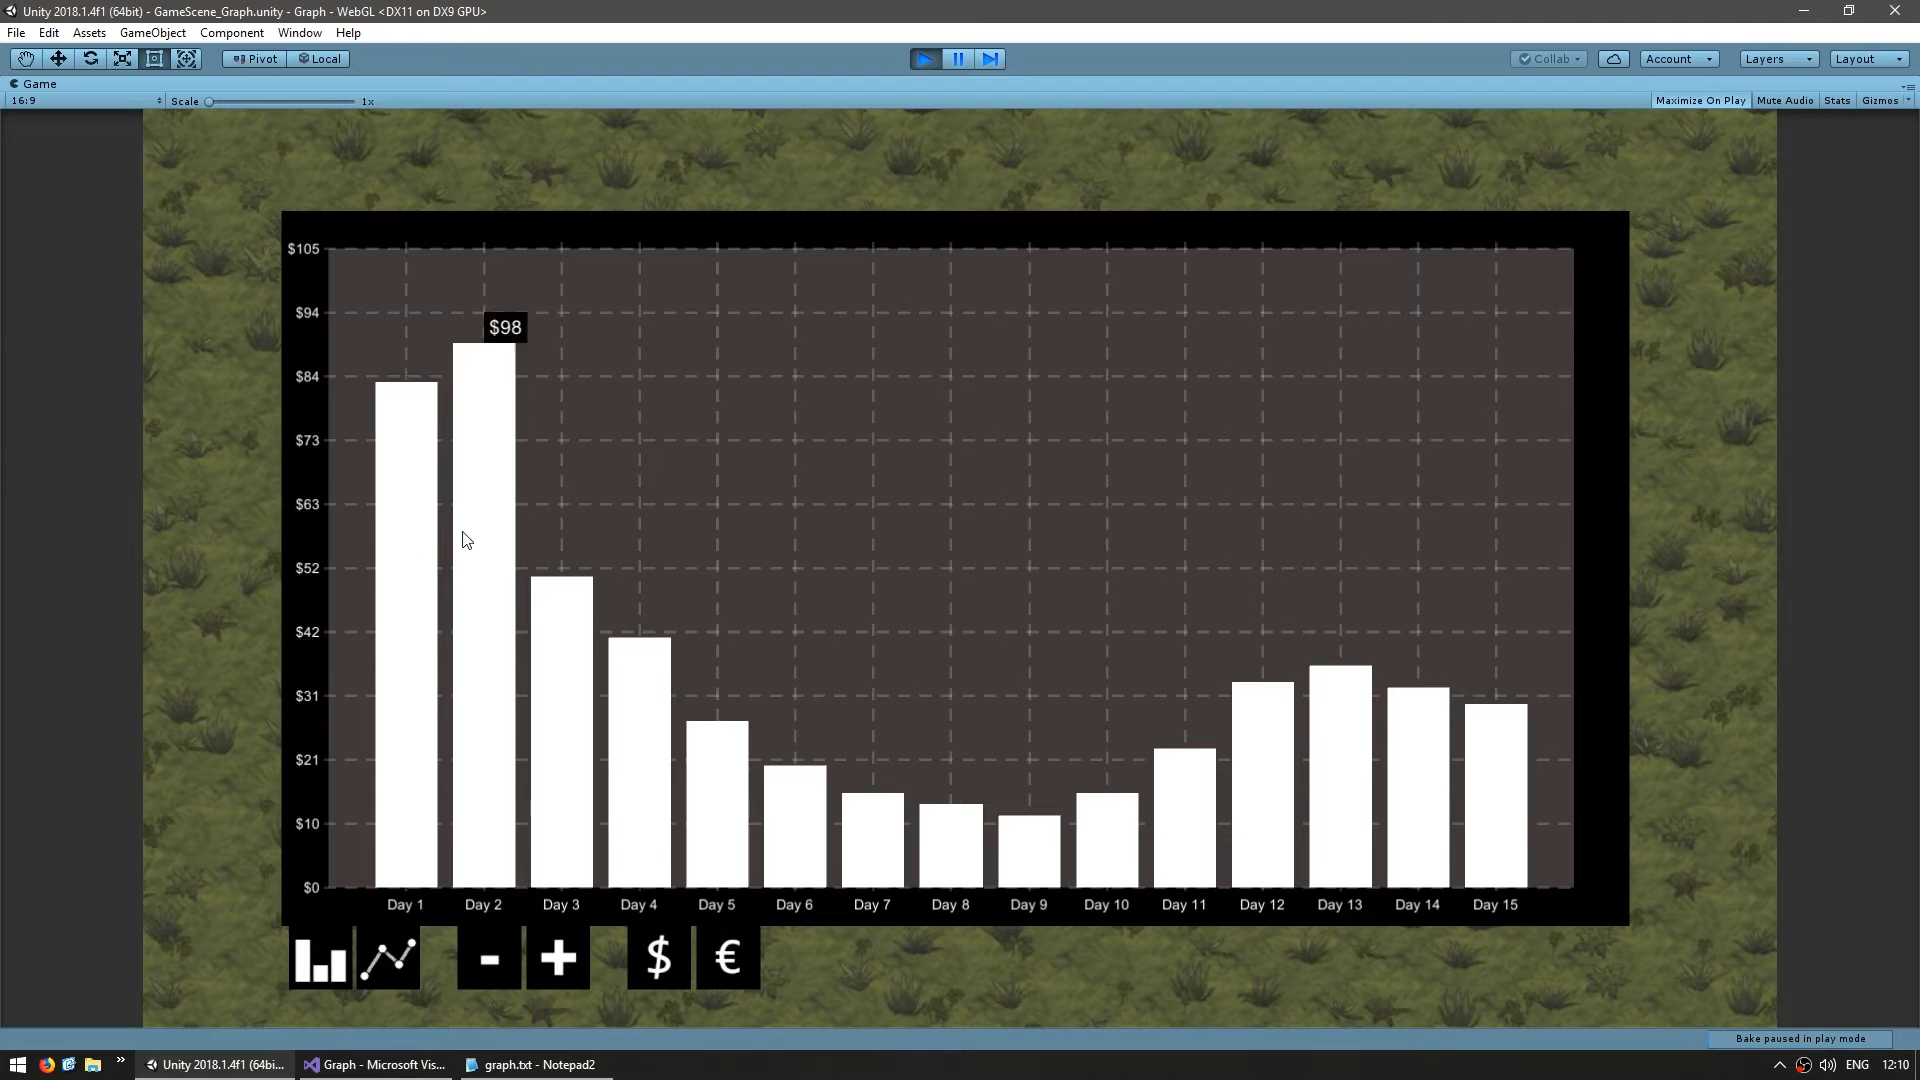 Unity 2018.1.4f1 (64bit) - GameScene_Graph.unity - Graph - WebGL <DX11 on DX9 GPU>
File Edit Assets GameObject Component Window Help
Pivot Local Collab Account Layers Layout
Game
16:9 Scale 1x Maximize On Play Mute Audio Stats Gizmos
$105
$94
$98
$84
$73
$63
$52
$42
$31
$21
$10
$0
Day 1 Day 2 Day 3 Day 4 Day 5 Day 6 Day 7 Day 8 Day 9 Day 10 Day 11 Day 12 Day 13 Day 14 Day 15
- + $ €
Bake paused in play mode
Unity 2018.1.4f1 (64bi... Graph - Microsoft Vis... graph.txt - Notepad2 ENG 12:10